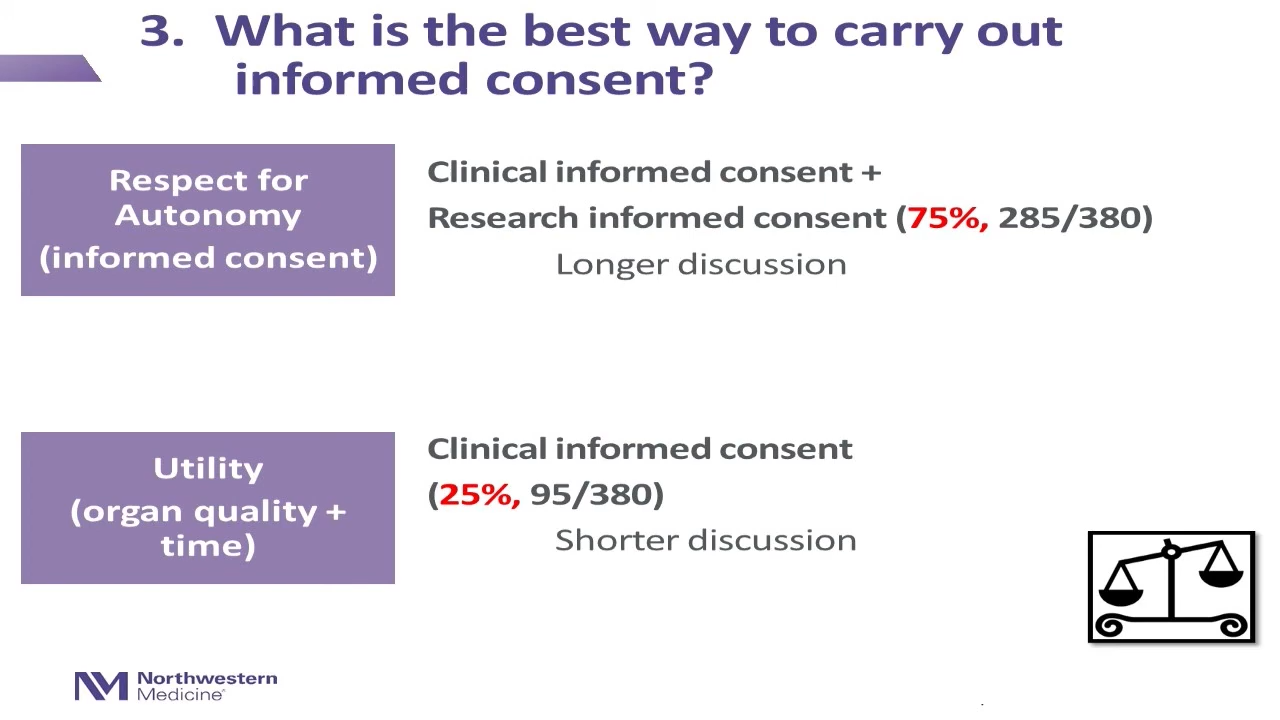 3. What is the best way to carry out
informed consent?
Respect for
Autonomy
(informed consent)
Clinical informed consent +
Research informed consent (75%, 285/380)
Longer discussion
Utility
(organ quality +
time)
Clinical informed consent
(25%, 95/380)
Shorter discussion
Northwestern
Medicine®